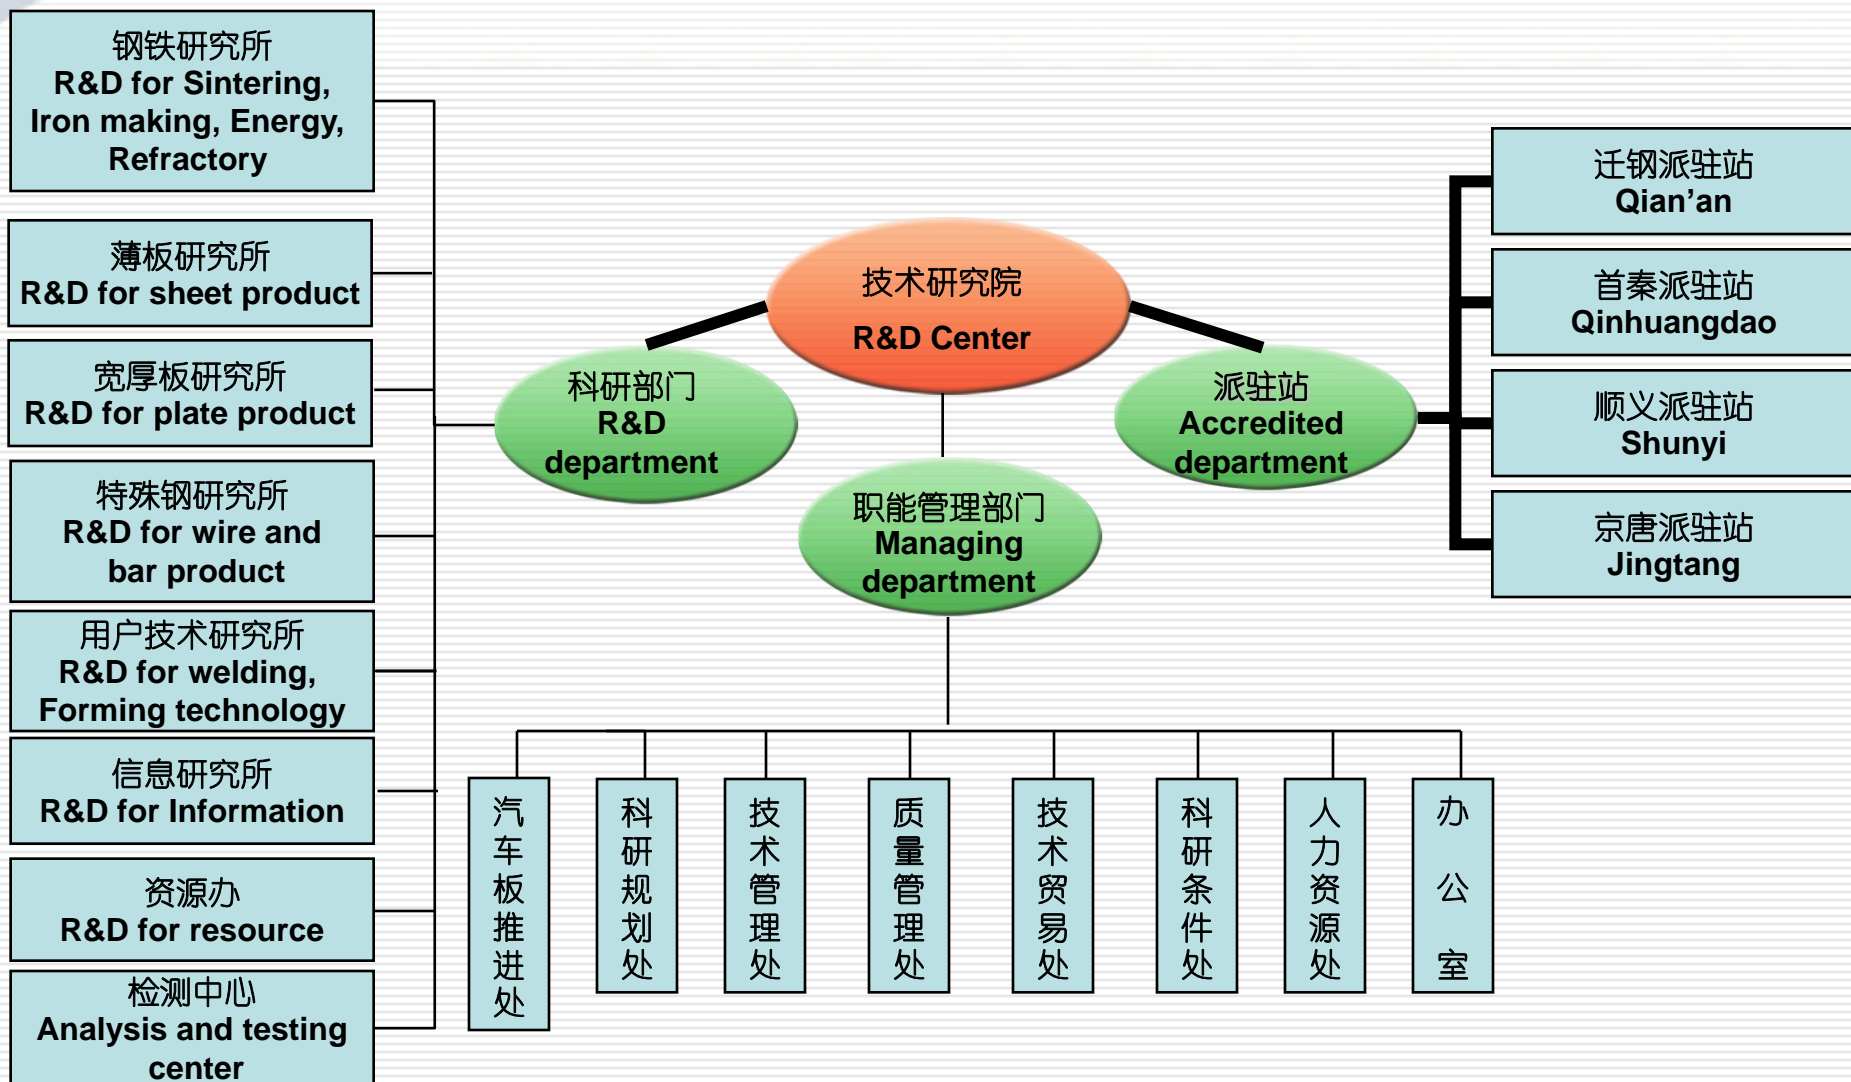 钢铁研究所
R&D for Sintering,
Iron making, Energy,
Refractory
薄板研究所
R&D for sheet product
宽厚板研究所
R&D for plate product
特殊钢研究所
R&D for wire and
bar product
用户技术研究所
R&D for welding,
Forming technology
信息研究所
R&D for Information
资源办
R&D for resource
检测中心
Analysis and testing
center
技术研究院
R&D Center
科研部门
R&D
department
职能管理部门
Managing
department
派驻站
Accredited
department
迁钢派驻站
Qian’an
首秦派驻站
Qinhuangdao
顺义派驻站
Shunyi
京唐派驻站
Jingtang
汽车板推进处
科研规划处
技术管理处
质量管理处
技术贸易处
科研条件处
人力资源处
办公室